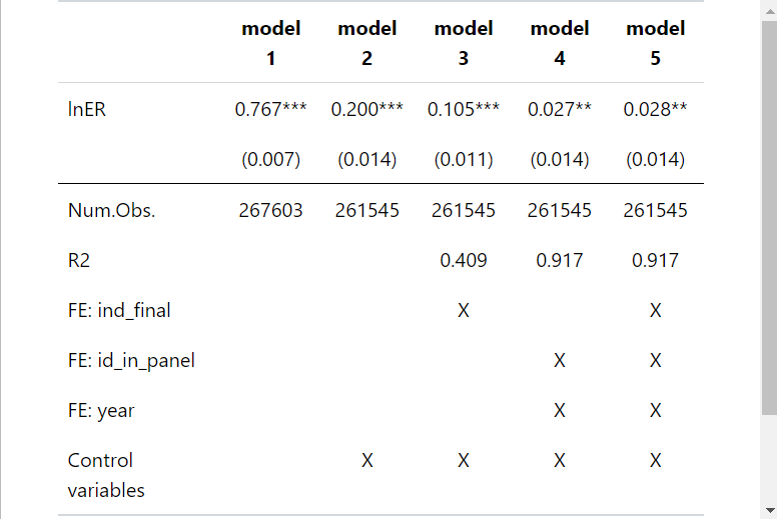 model 1 model 2 model 3 model 4 model 5
lnER 0.767*** 0.200*** 0.105*** 0.027** 0.028**
(0.007) (0.014) (0.011) (0.014) (0.014)
Num.Obs. 267603 261545 261545 261545 261545
R2 0.409 0.917 0.917
FE: ind_final X X
FE: id_in_panel X X
FE: year X X
Control variables X X X X